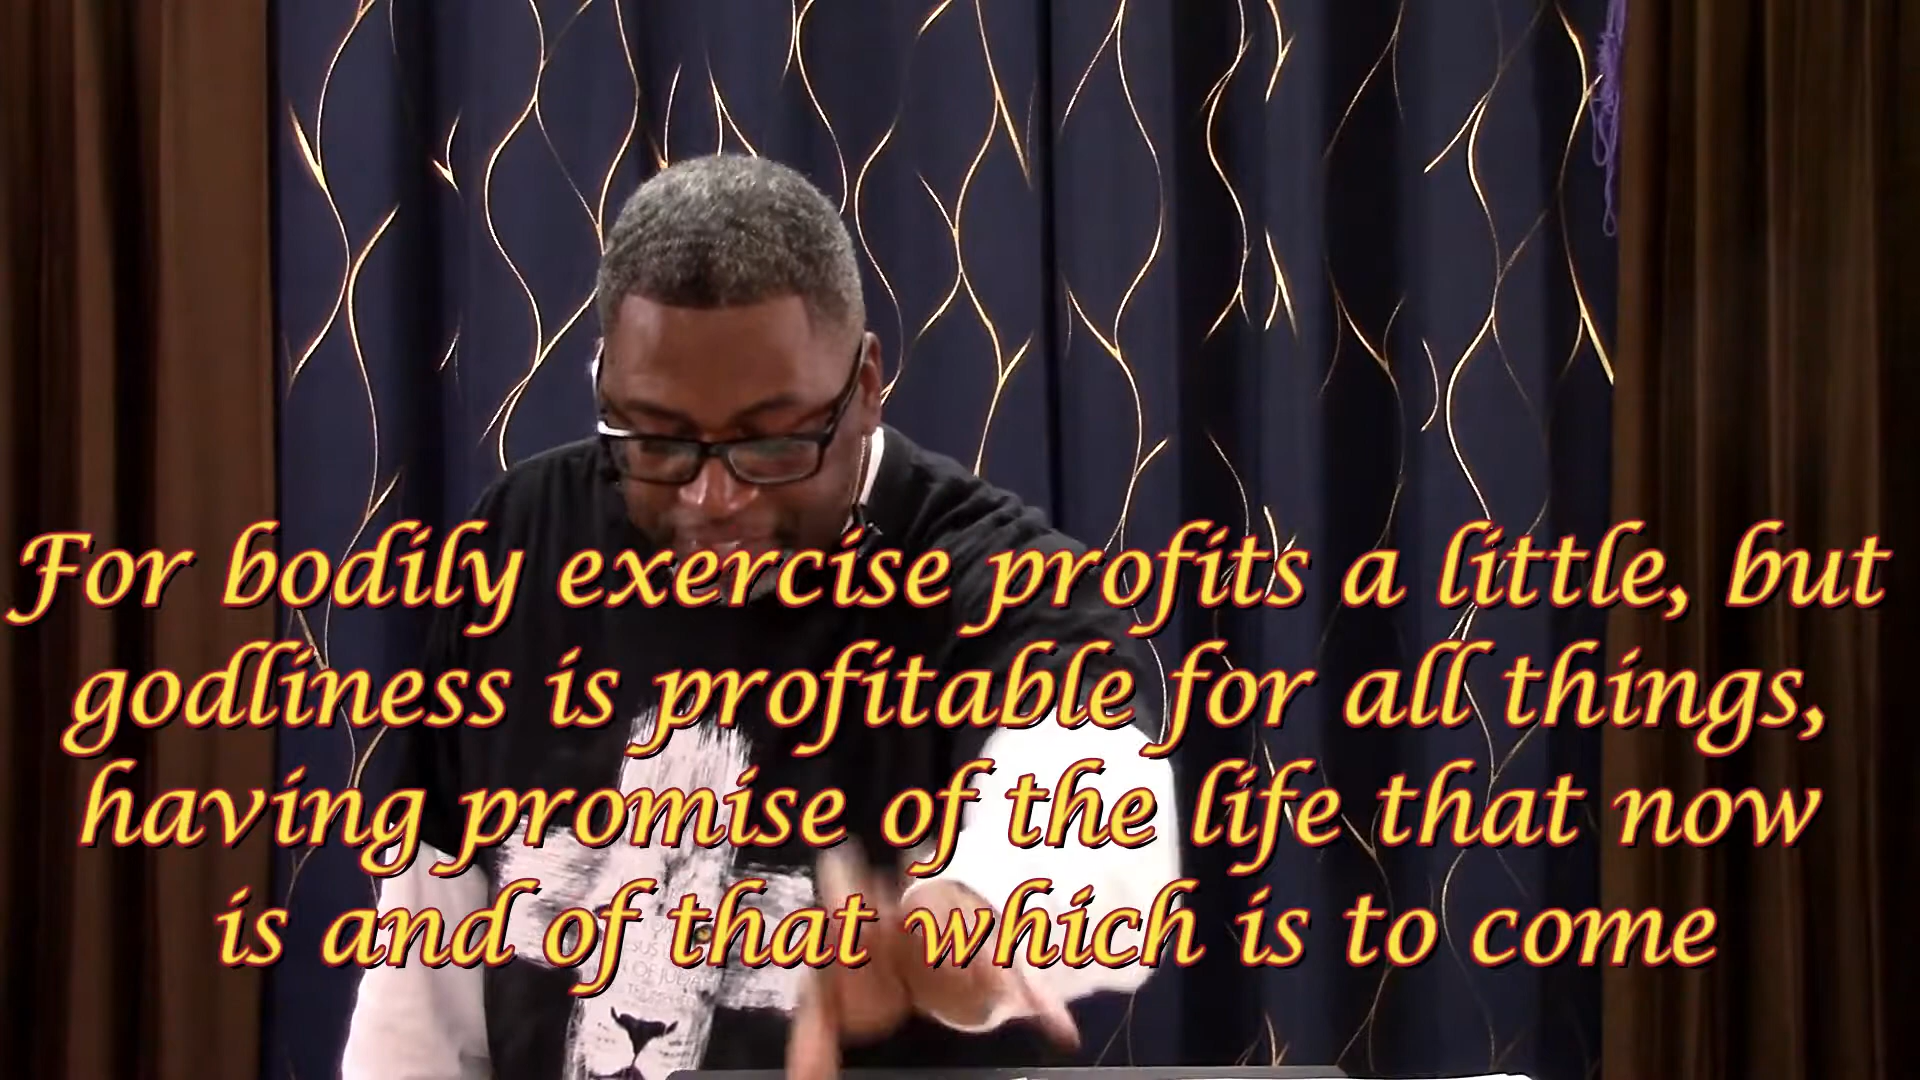 For bodily exercise profits a little, but
godliness is profitable for all things,
having promise of the life that now
is and of that which is to come